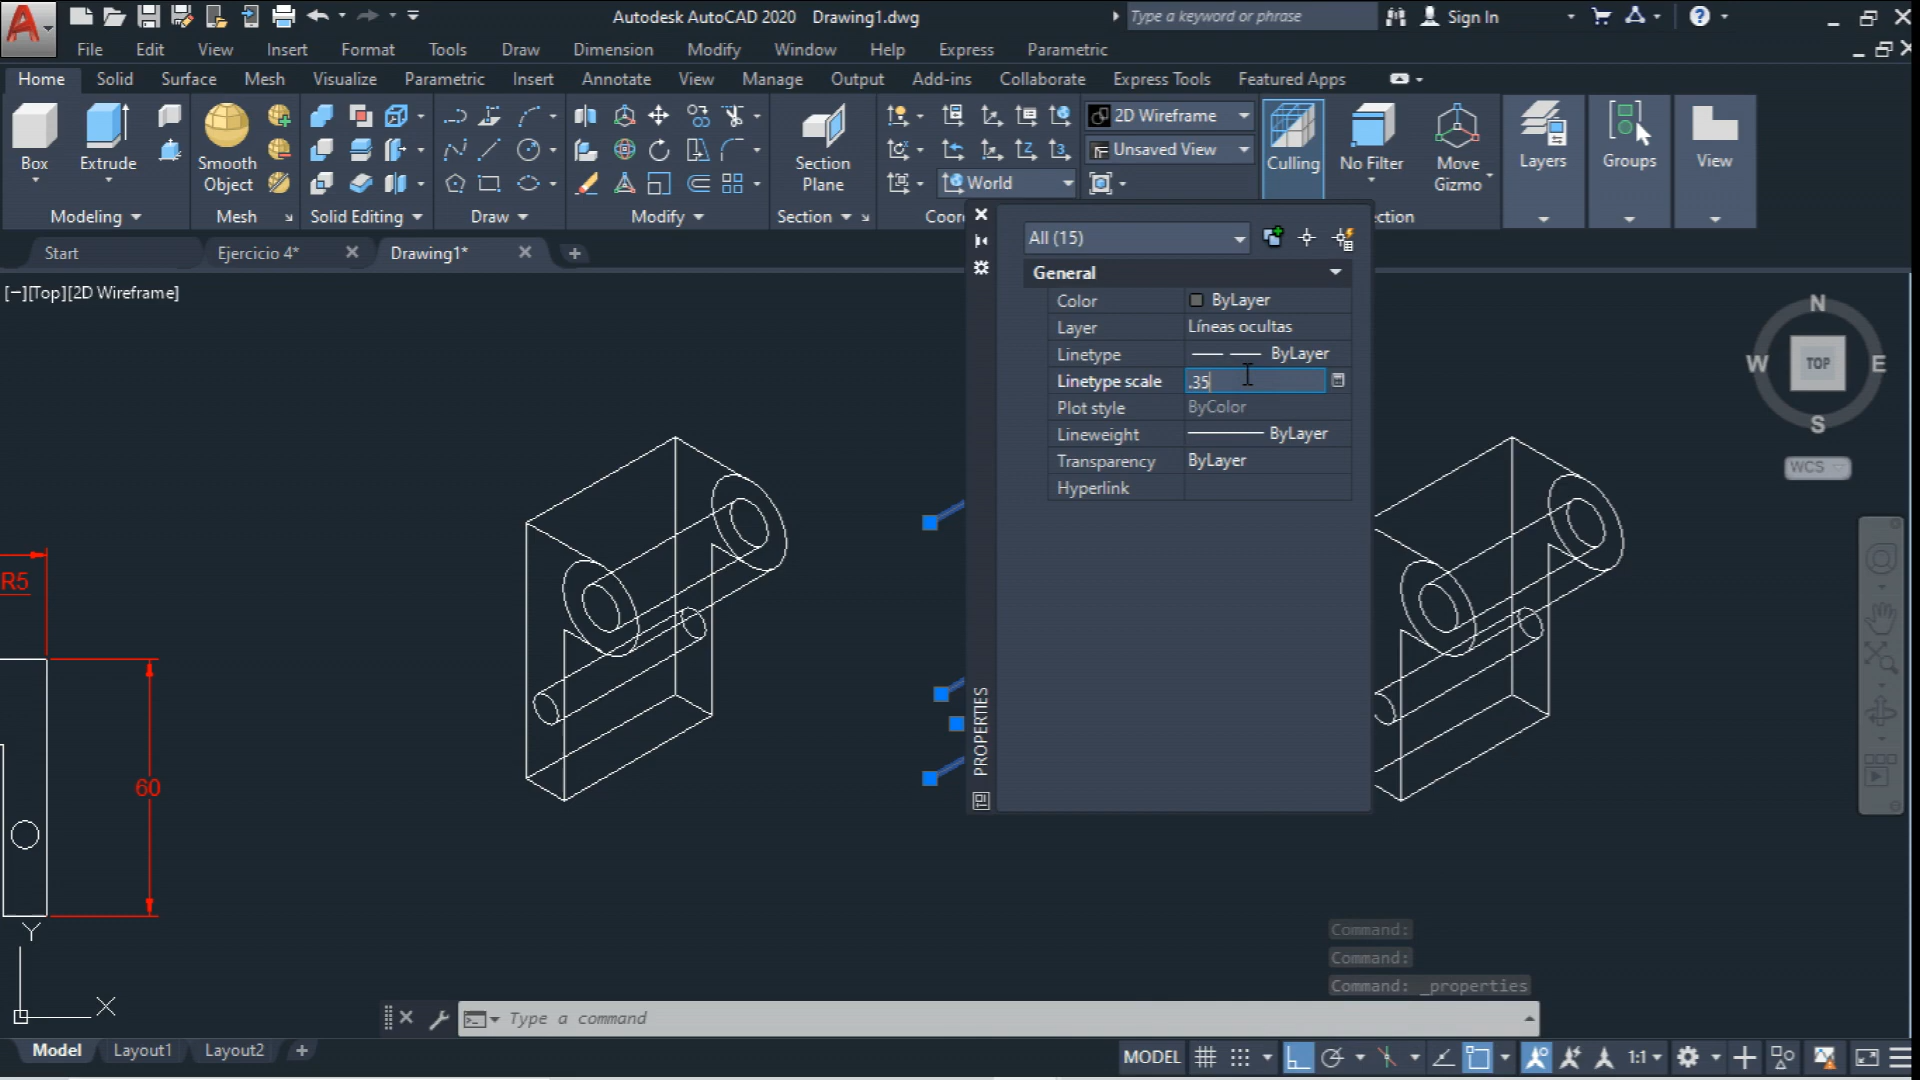 Autodesk AutoCAD 2020 Drawing1.dwg
Type a keyword or phrase
Sign In
File Edit View Insert Format Tools Draw Dimension Modify Window Help Express Parametric
Home Solid Surface Mesh Visualize Parametric Insert Annotate View Manage Output Add-ins Collaborate Express Tools Featured Apps
2D Wireframe
Unsaved View
World
Box
Extrude
Smooth
Object
Section
Plane
Culling
No Filter
Move
Gizmo
Layers
Groups
View
Modeling
Mesh
Solid Editing
Draw
Modify
Section
Coor
ction
Start
Ejercicio 4*
Drawing1*
[−][Top][2D Wireframe]
All (15)
General
Color ByLayer
Layer Líneas ocultas
Linetype ByLayer
Linetype scale .35
Plot style ByColor
Lineweight ByLayer
Transparency ByLayer
Hyperlink
PROPERTIES
N
W TOP E
S
WCS
R5
60
Y
X
Command:
Command:
Command: _properties
Type a command
Model Layout1 Layout2
MODEL
1:1